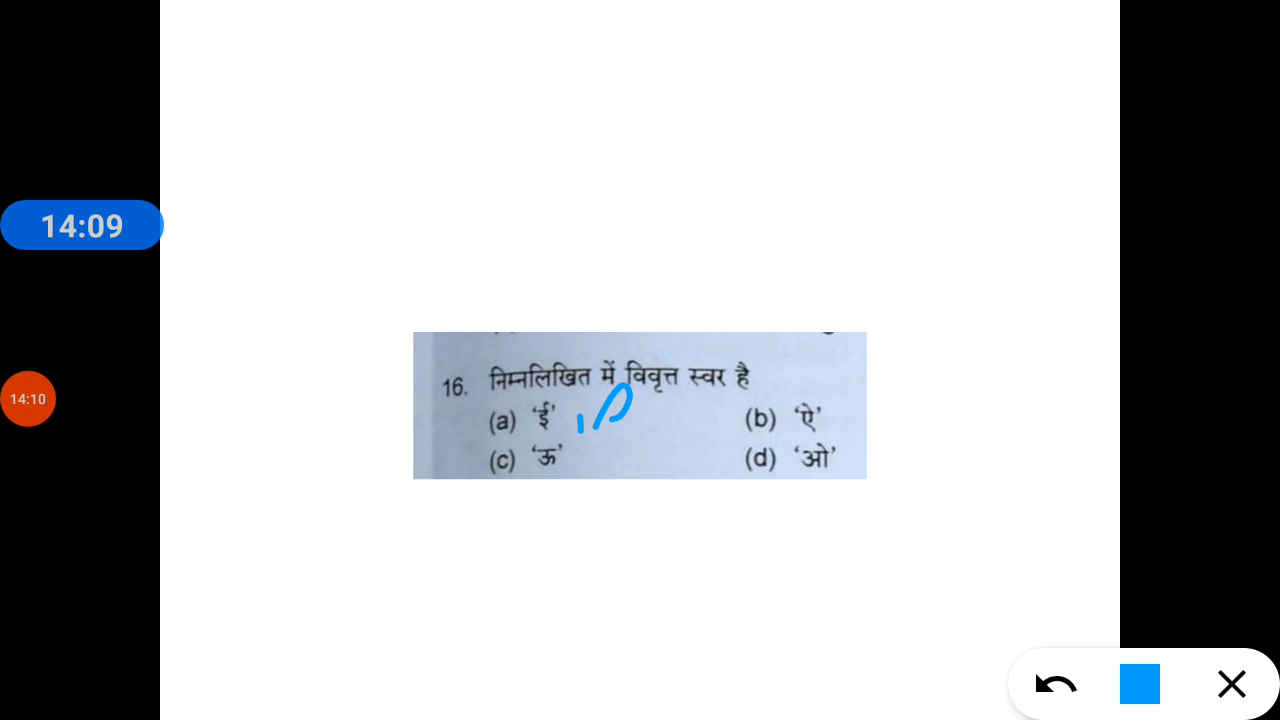 14:09
14:10
16. निम्नलिखित में विवृत्त स्वर है
(a) 'ई' (b) 'ऐ'
(c) 'ऊ' (d) 'ओ'